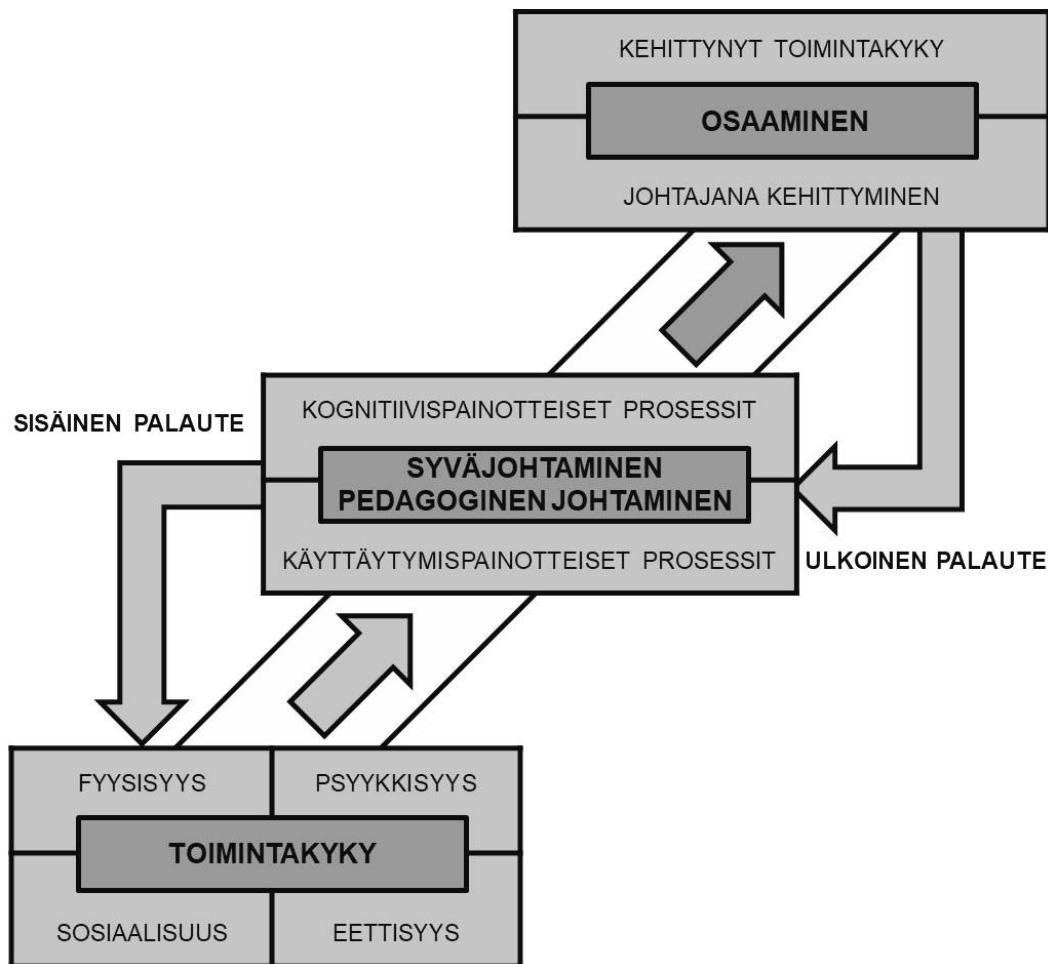 KEHITTYNYT TOIMINTAKYKY
OSAAMINEN
JOHTAJANA KEHITTYMINEN
SISÄINEN PALAUTE
KOGNITIIVISPAINOTTEISET PROSESSIT
SYVÄJOHTAMINEN
PEDAGOGINEN JOHTAMINEN
KÄYTTÄYTYMISPAINOTTEISET PROSESSIT
ULKOINEN PALAUTE
FYYSISYYS
PSYYKKISYYS
TOIMINTAKYKY
SOSIAALISUUS
EETTISYYS